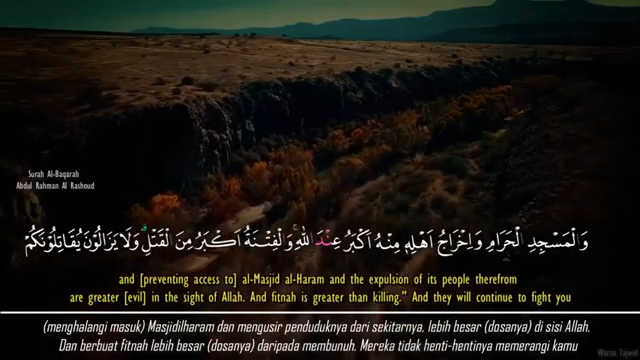 Surah Al-Baqarah
Abdul Rahman Al Rashoud
وَالْمَسْجِدِ الْحَرَامِ وَاِخْرَاجُ اَهْلِهٖ مِنْهُ اَكْبَرُ عِنْدَ اللّٰهِ ۚ وَالْفِتْنَةُ اَكْبَرُ مِنَ الْقَتْلِ ۗ وَلَا يَزَالُوْنَ يُقَاتِلُوْنَكُمْ
and [preventing access to] al-Masjid al-Haram and the expulsion of its people therefrom
are greater [evil] in the sight of Allah. And fitnah is greater than killing." And they will continue to fight you
(menghalangi masuk) Masjidilharam dan mengusir penduduknya dari sekitarnya, lebih besar (dosanya) di sisi Allah.
Dan berbuat fitnah lebih besar (dosanya) daripada membunuh. Mereka tidak henti-hentinya memerangi kamu
Warna Tajwid